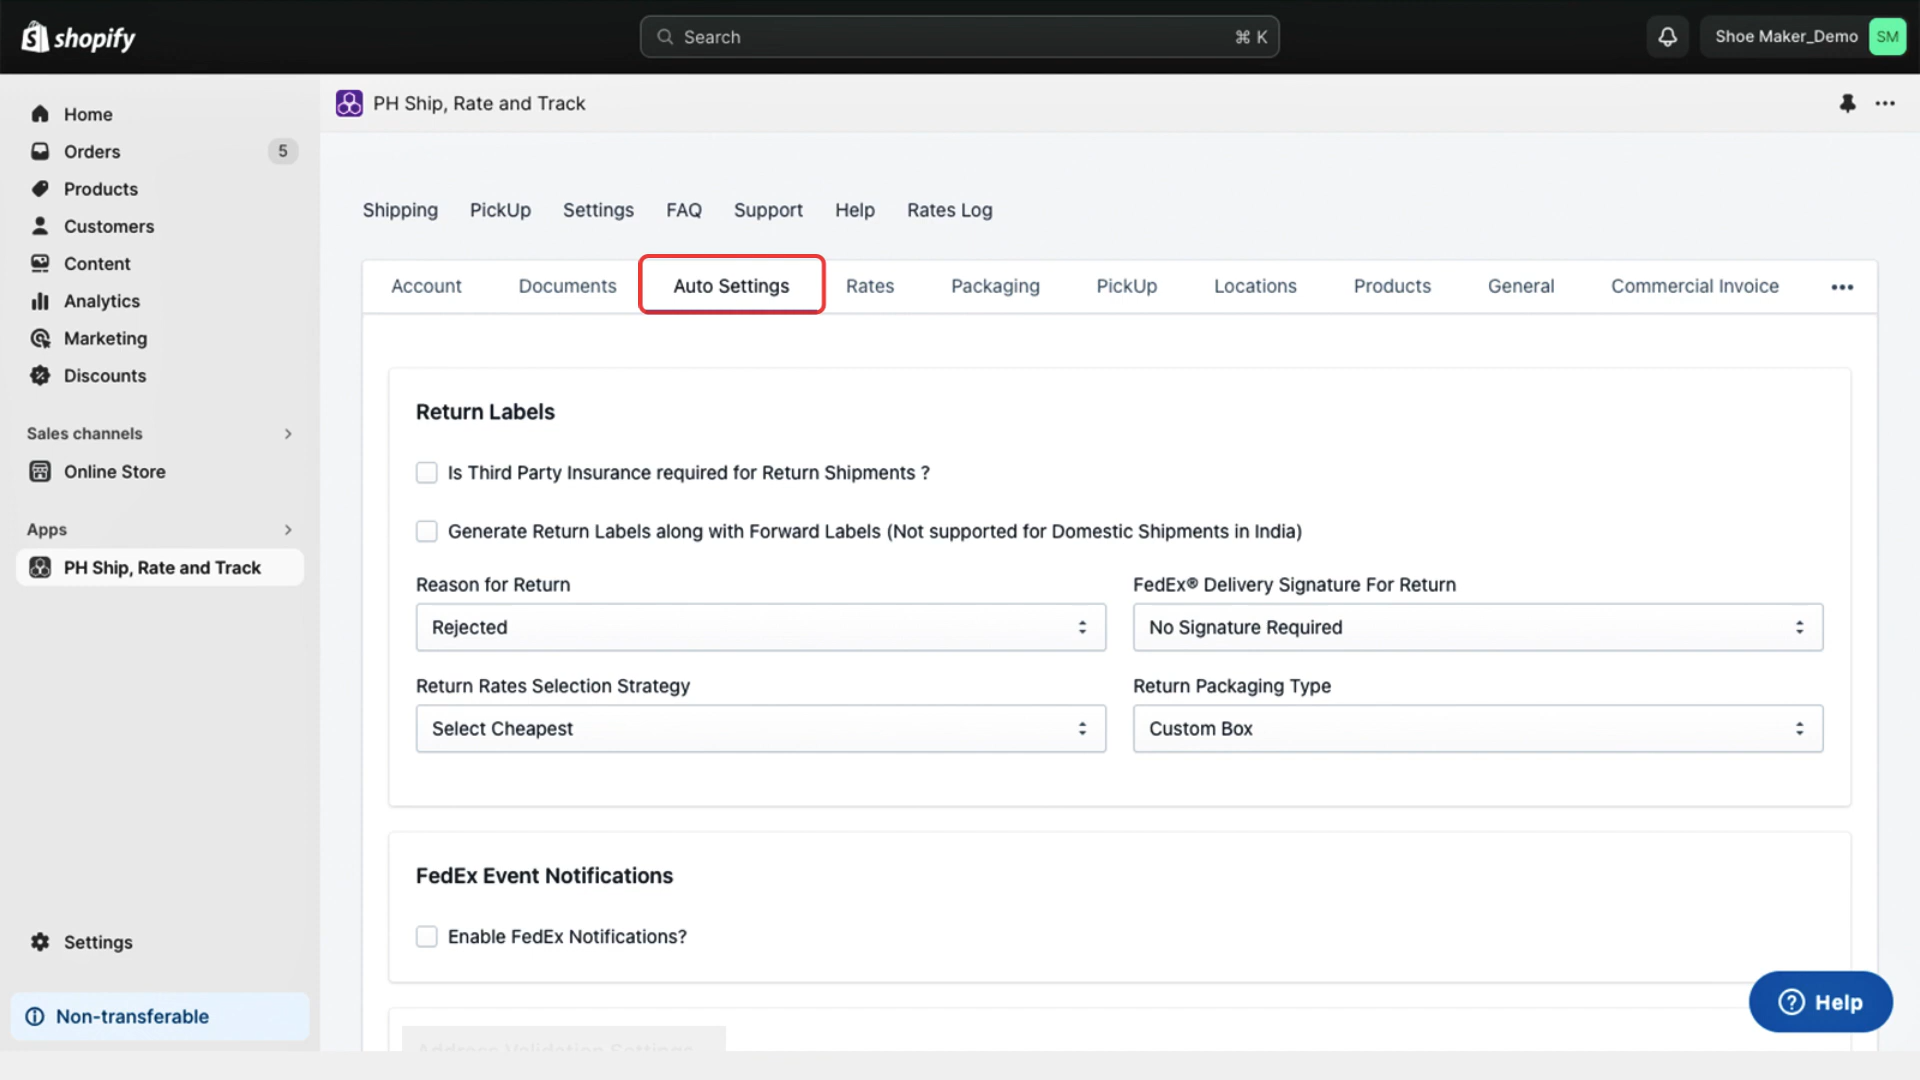 shopify
Search
⌘ K
Shoe Maker_Demo
SM
Home
Orders
5
Products
Customers
Content
Analytics
Marketing
Discounts
Sales channels
Online Store
Apps
PH Ship, Rate and Track
Settings
Non-transferable
PH Ship, Rate and Track
Shipping
PickUp
Settings
FAQ
Support
Help
Rates Log
Account
Documents
Auto Settings
Rates
Packaging
PickUp
Locations
Products
General
Commercial Invoice
Return Labels
Is Third Party Insurance required for Return Shipments ?
Generate Return Labels along with Forward Labels (Not supported for Domestic Shipments in India)
Reason for Return
Rejected
FedEx® Delivery Signature For Return
No Signature Required
Return Rates Selection Strategy
Select Cheapest
Return Packaging Type
Custom Box
FedEx Event Notifications
Enable FedEx Notifications?
Address Validation Settings
Help